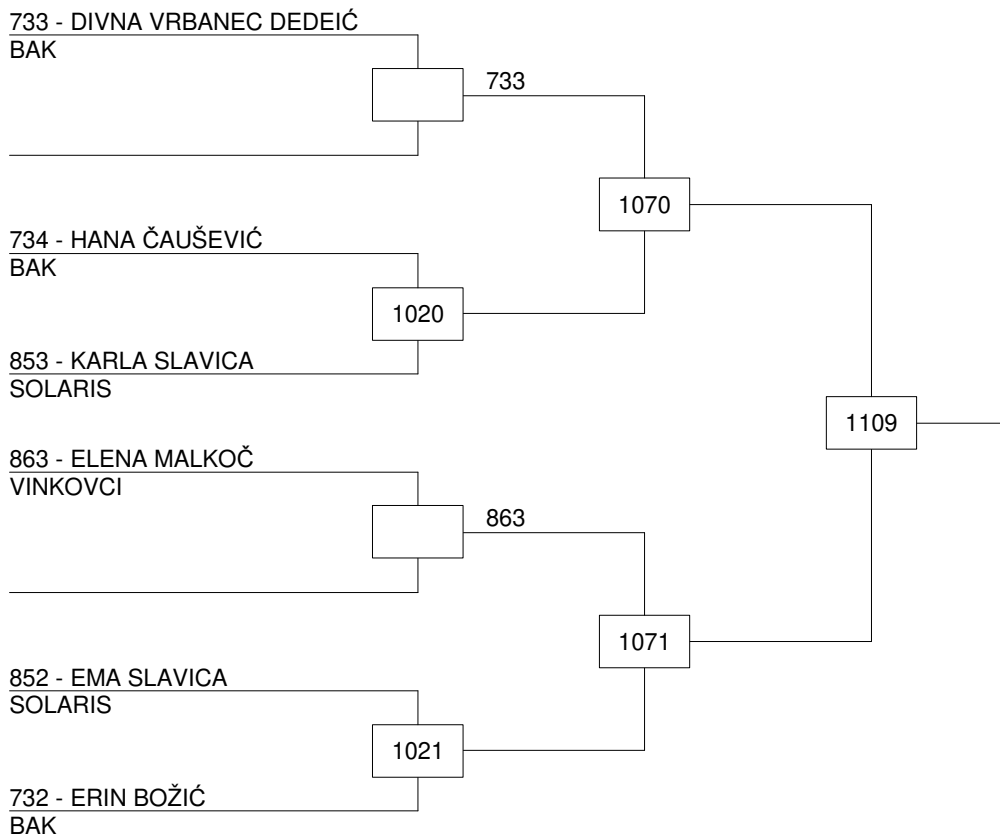 733 - DIVNA VRBANEC DEDEIĆ
BAK
733
1070
734 - HANA ČAUŠEVIĆ
BAK
1020
853 - KARLA SLAVICA
SOLARIS
1109
863 - ELENA MALKOČ
VINKOVCI
863
1071
852 - EMA SLAVICA
SOLARIS
1021
732 - ERIN BOŽIĆ
BAK